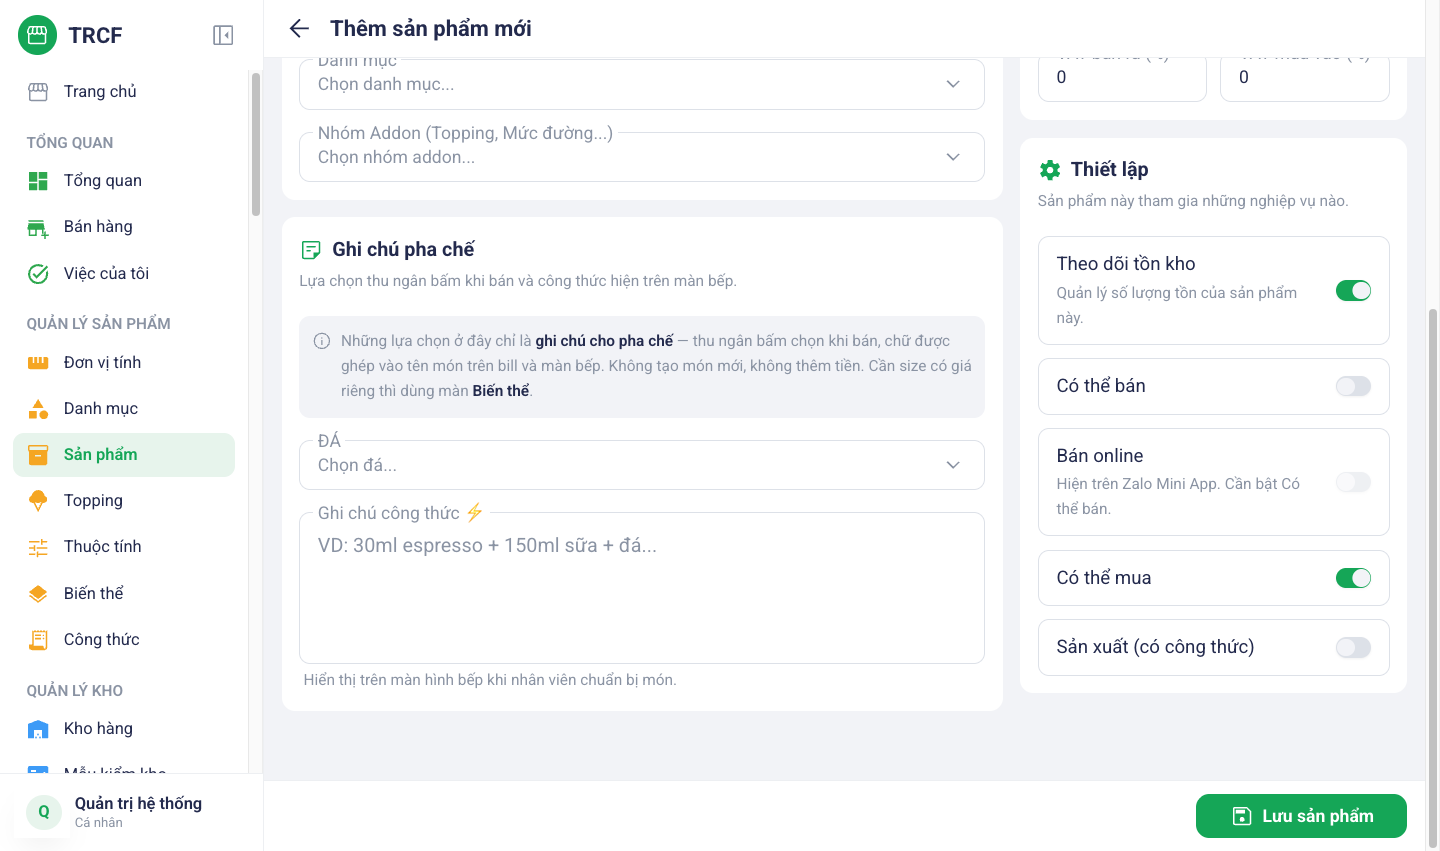 TRCF
Trang chủ
TỔNG QUAN
Tổng quan
Bán hàng
Việc của tôi
QUẢN LÝ SẢN PHẨM
Đơn vị tính
Danh mục
Sản phẩm
Topping
Thuộc tính
Biến thể
Công thức
QUẢN LÝ KHO
Kho hàng
Mẫu kiểm kho
Q
Quản trị hệ thống
Cá nhân
Thêm sản phẩm mới
Danh mục
Chọn danh mục...
Nhóm Addon (Topping, Mức đường...)
Chọn nhóm addon...
Ghi chú pha chế
Lựa chọn thu ngân bấm khi bán và công thức hiện trên màn bếp.
Những lựa chọn ở đây chỉ là ghi chú cho pha chế — thu ngân bấm chọn khi bán, chữ được
ghép vào tên món trên bill và màn bếp. Không tạo món mới, không thêm tiền. Cần size có giá
riêng thì dùng màn Biến thể.
ĐÁ
Chọn đá...
Ghi chú công thức ⚡
VD: 30ml espresso + 150ml sữa + đá...
Hiển thị trên màn hình bếp khi nhân viên chuẩn bị món.
0
0
Thiết lập
Sản phẩm này tham gia những nghiệp vụ nào.
Theo dõi tồn kho
Quản lý số lượng tồn của sản phẩm
này.
Có thể bán
Bán online
Hiện trên Zalo Mini App. Cần bật Có
thể bán.
Có thể mua
Sản xuất (có công thức)
Lưu sản phẩm